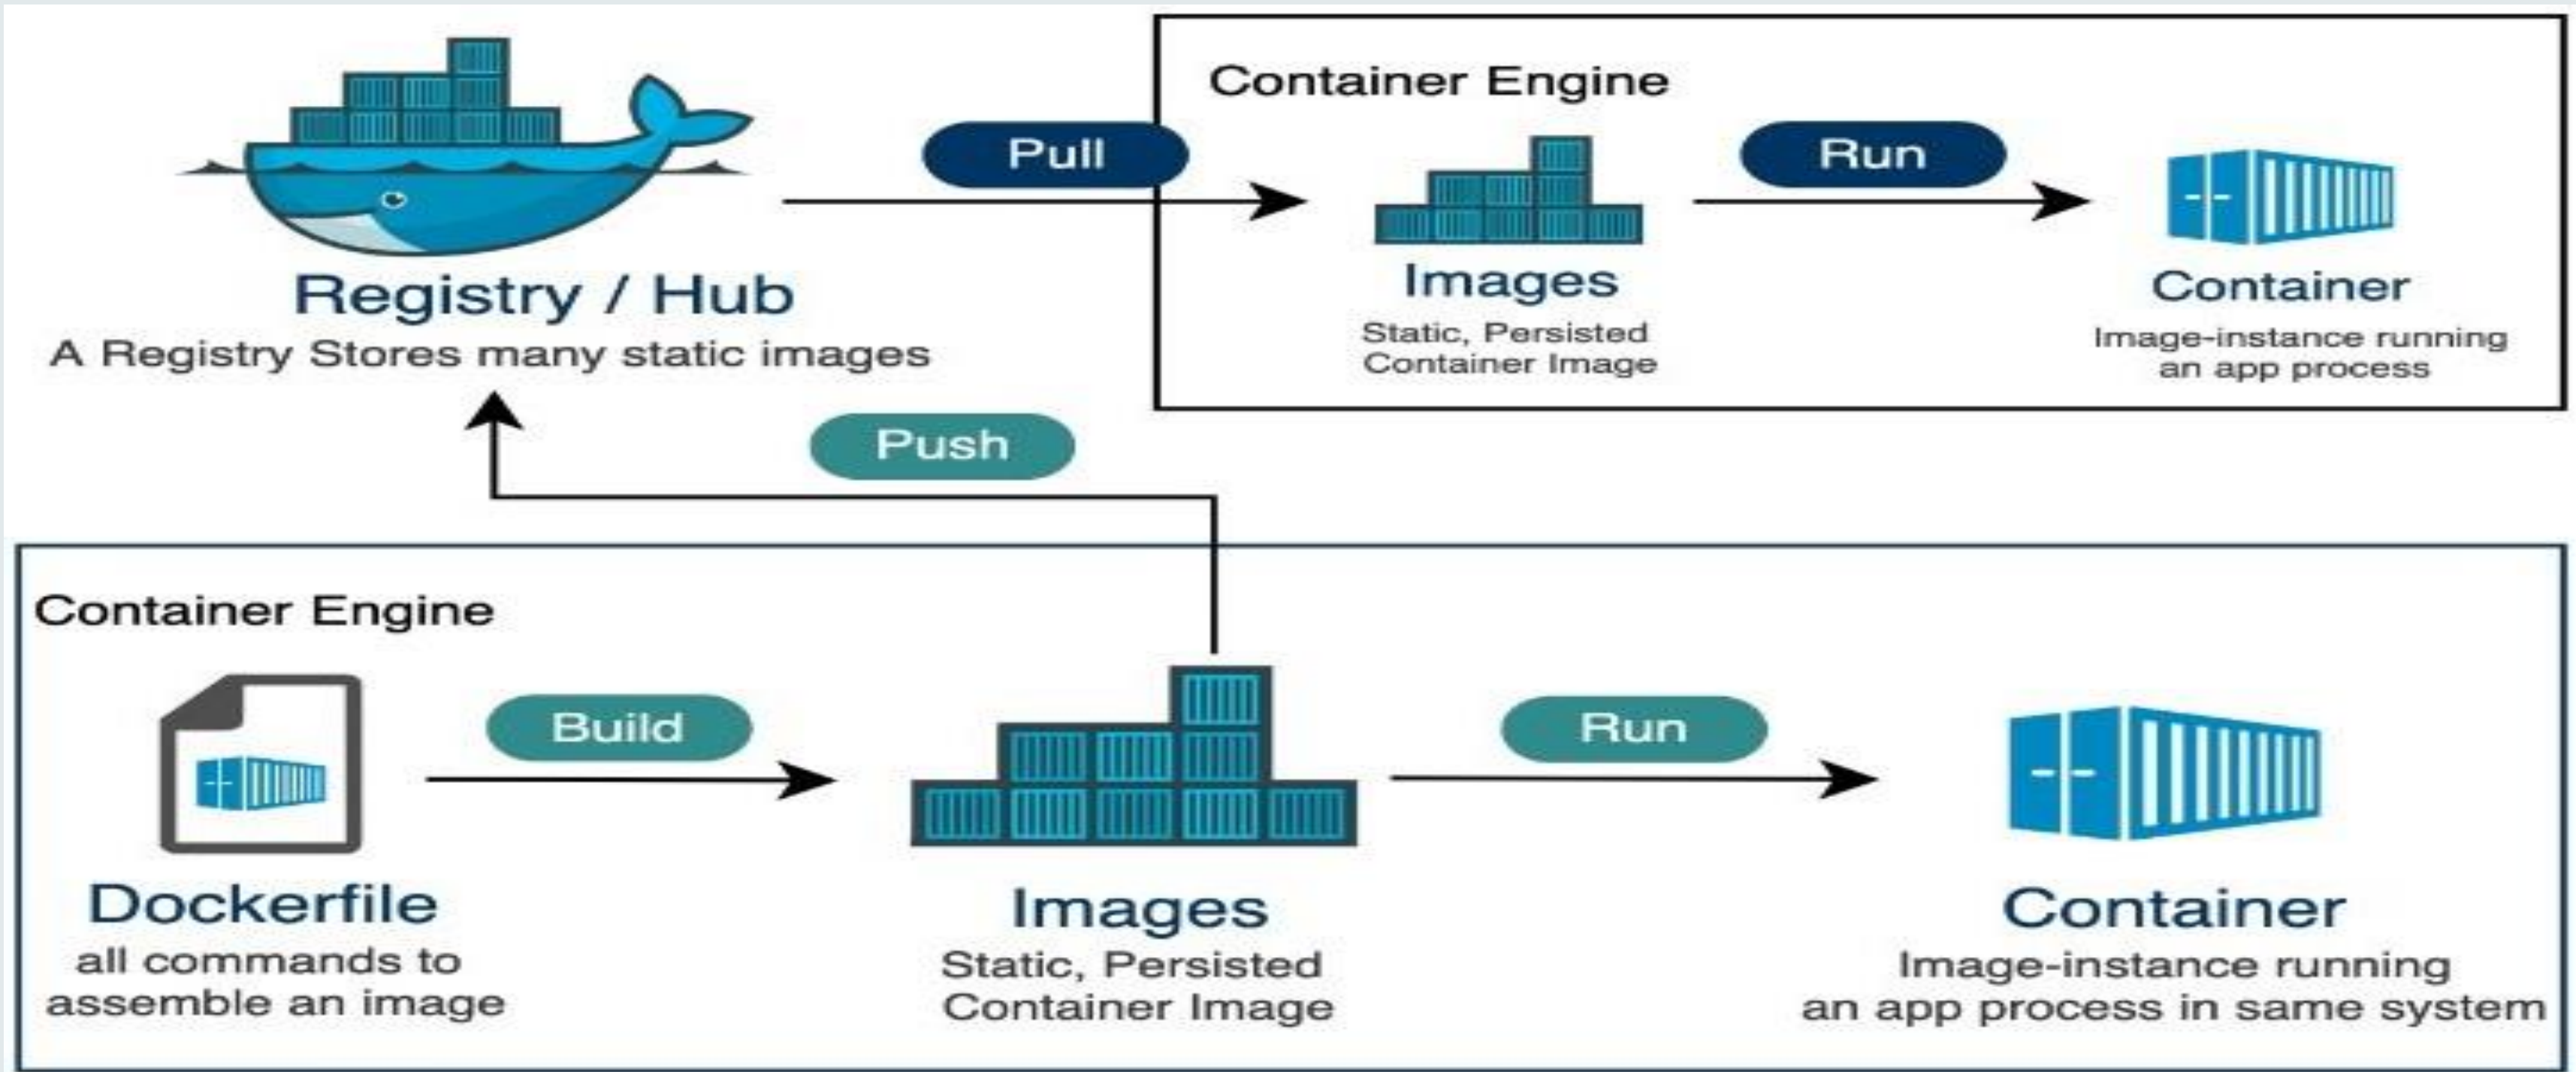 Container Engine
Pull
Run
Registry / Hub
A Registry Stores many static images
Images
Static, Persisted
Container Image
Container
Image-instance running
an app process
Push
Container Engine
Build
Run
Dockerfile
all commands to
assemble an image
Images
Static, Persisted
Container Image
Container
Image-instance running
an app process in same system